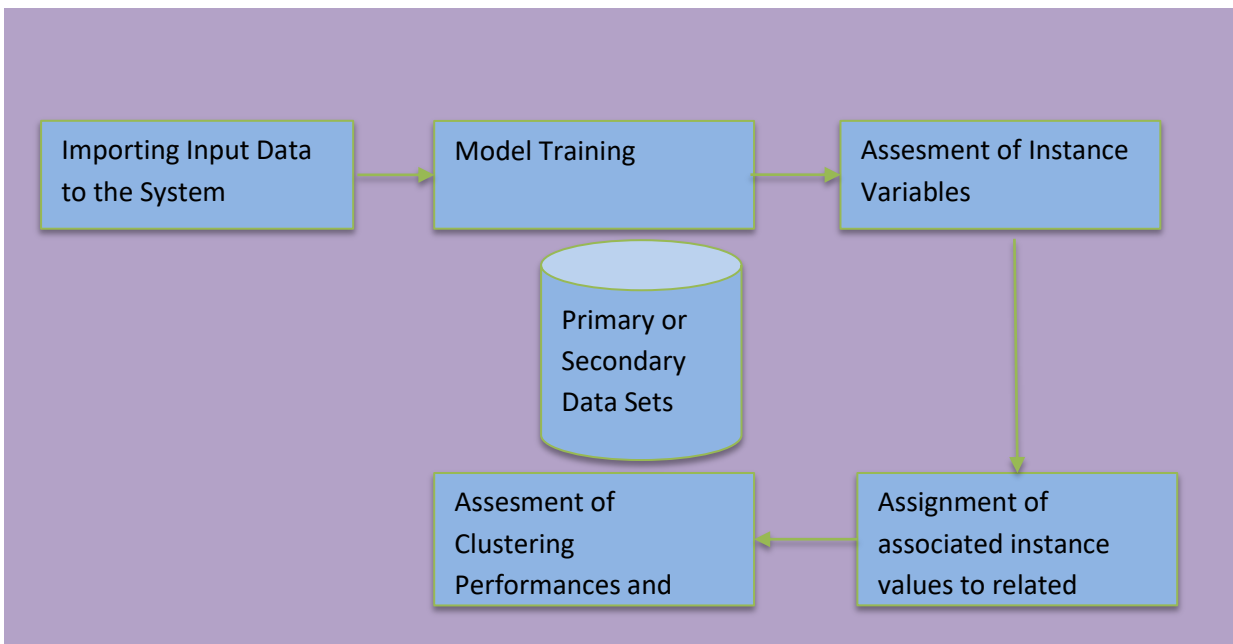 Importing Input Data
to the System
Model Training
Assesment of Instance
Variables
Primary or
Secondary
Data Sets
Assignment of
associated instance
values to related
Assesment of
Clustering
Performances and